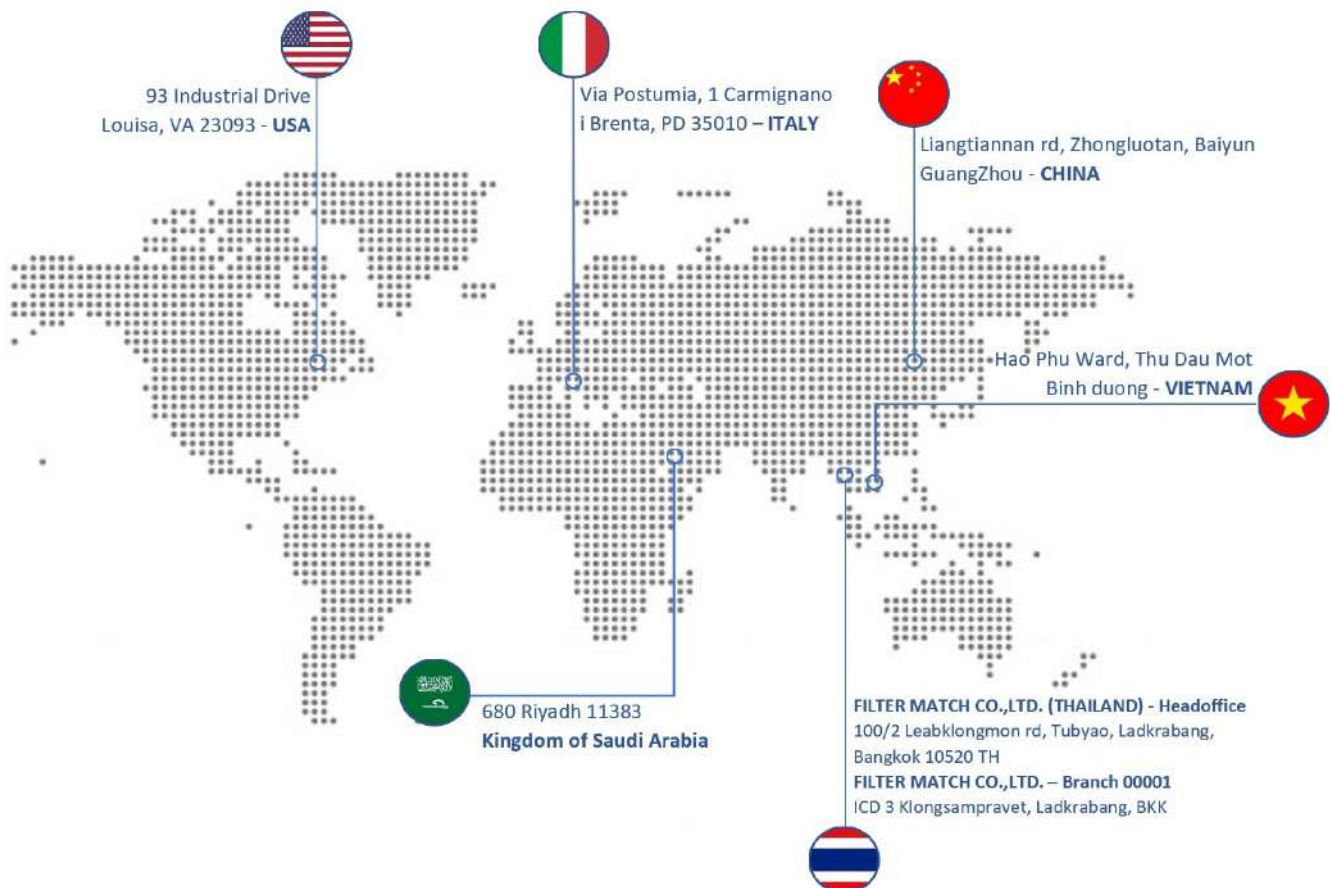 93 Industrial Drive
Louisa, VA 23093 - USA
Via Postumia, 1 Carmignano
i Brenta, PD 35010 – ITALY
Liangtiannan rd, Zhongluotan, Baiyun
GuangZhou - CHINA
Hao Phu Ward, Thu Dau Mot
Binh duong - VIETNAM
680 Riyadh 11383
Kingdom of Saudi Arabia
FILTER MATCH CO.,LTD. (THAILAND) - Headoffice
100/2 Leabklongmon rd, Tubyao, Ladkrabang,
Bangkok 10520 TH
FILTER MATCH CO.,LTD. – Branch 00001
ICD 3 Klongsampravet, Ladkrabang, BKK